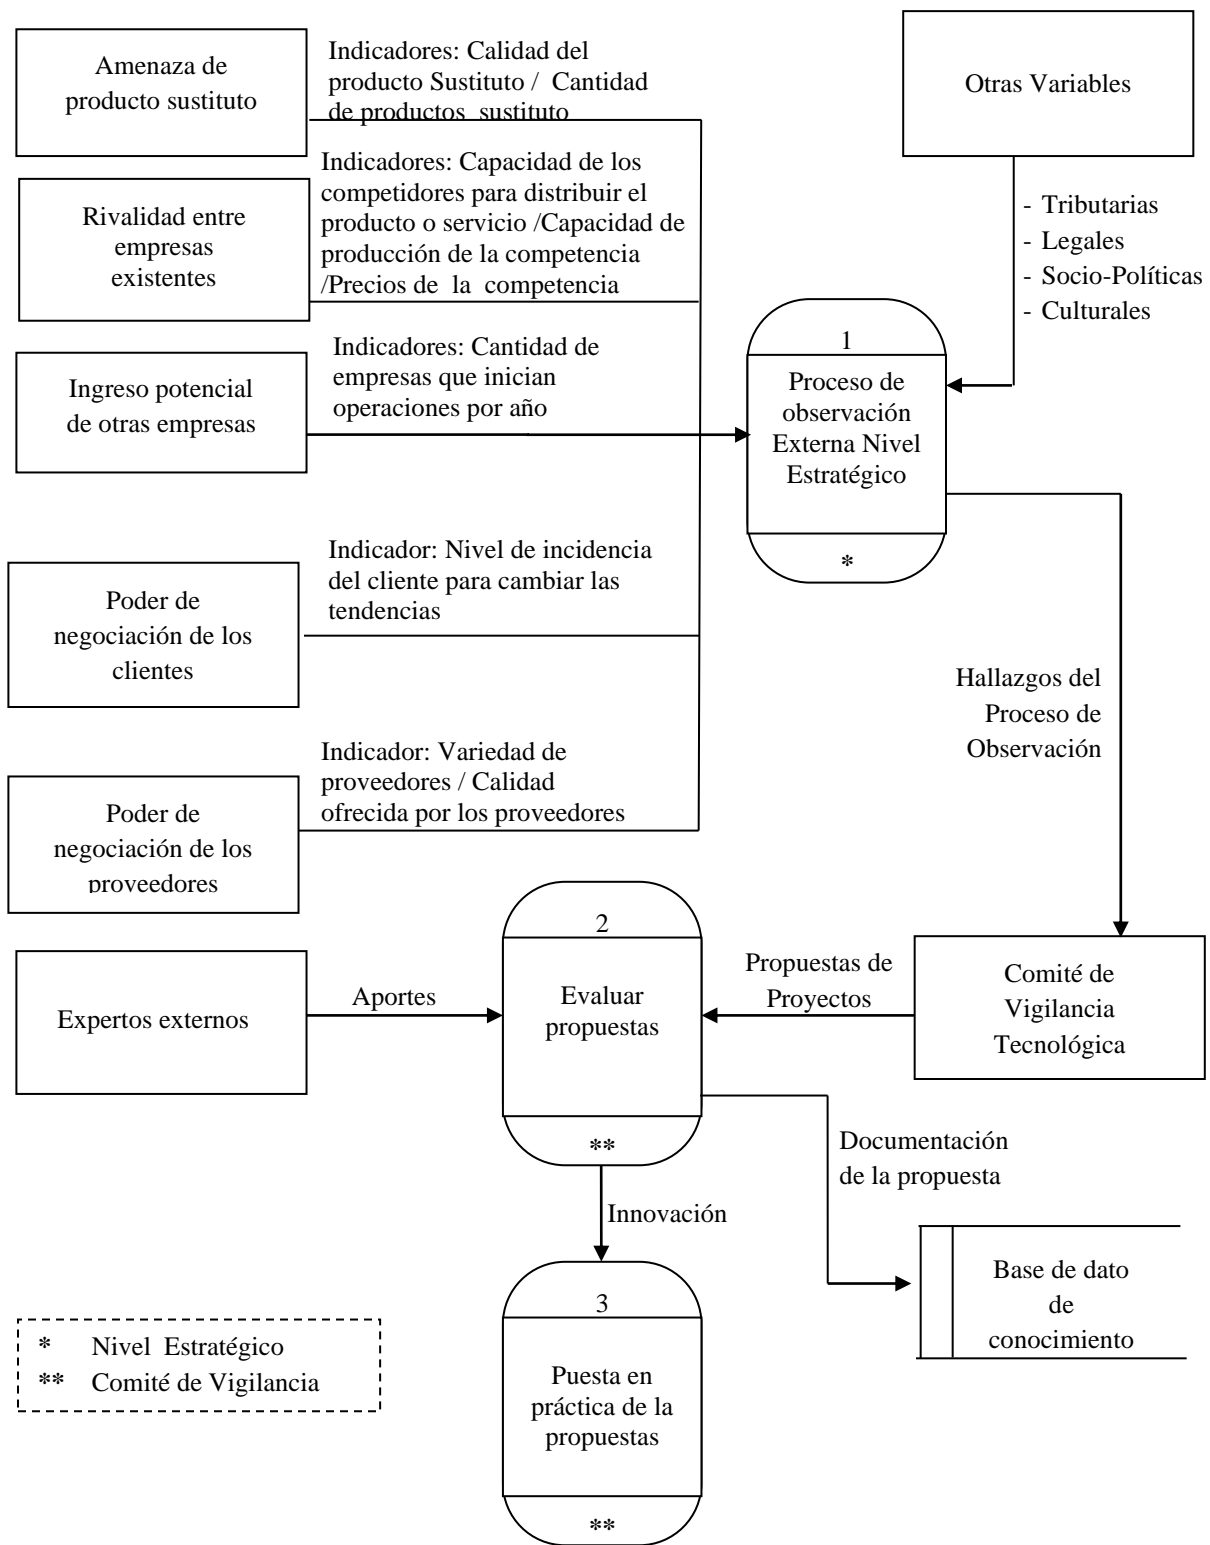 Amenaza de
producto sustituto
Indicadores: Calidad del
producto Sustituto / Cantidad
de productos sustituto
Otras Variables
Rivalidad entre
empresas
existentes
Indicadores: Capacidad de los
competidores para distribuir el
producto o servicio /Capacidad de
producción de la competencia
/Precios de la competencia
- Tributarias
- Legales
- Socio-Políticas
- Culturales
Ingreso potencial
de otras empresas
Indicadores: Cantidad de
empresas que inician
operaciones por año
1
Proceso de
observación
Externa Nivel
Estratégico
*
Poder de
negociación de los
clientes
Indicador: Nivel de incidencia
del cliente para cambiar las
tendencias
Hallazgos del
Proceso de
Observación
Poder de
negociación de los
proveedores
Indicador: Variedad de
proveedores / Calidad
ofrecida por los proveedores
Expertos externos
Aportes
2
Evaluar
propuestas
**
Propuestas de
Proyectos
Comité de
Vigilancia
Tecnológica
Documentación
de la propuesta
Innovación
Base de dato
de
conocimiento
3
Puesta en
práctica de la
propuestas
**
* Nivel Estratégico
** Comité de Vigilancia